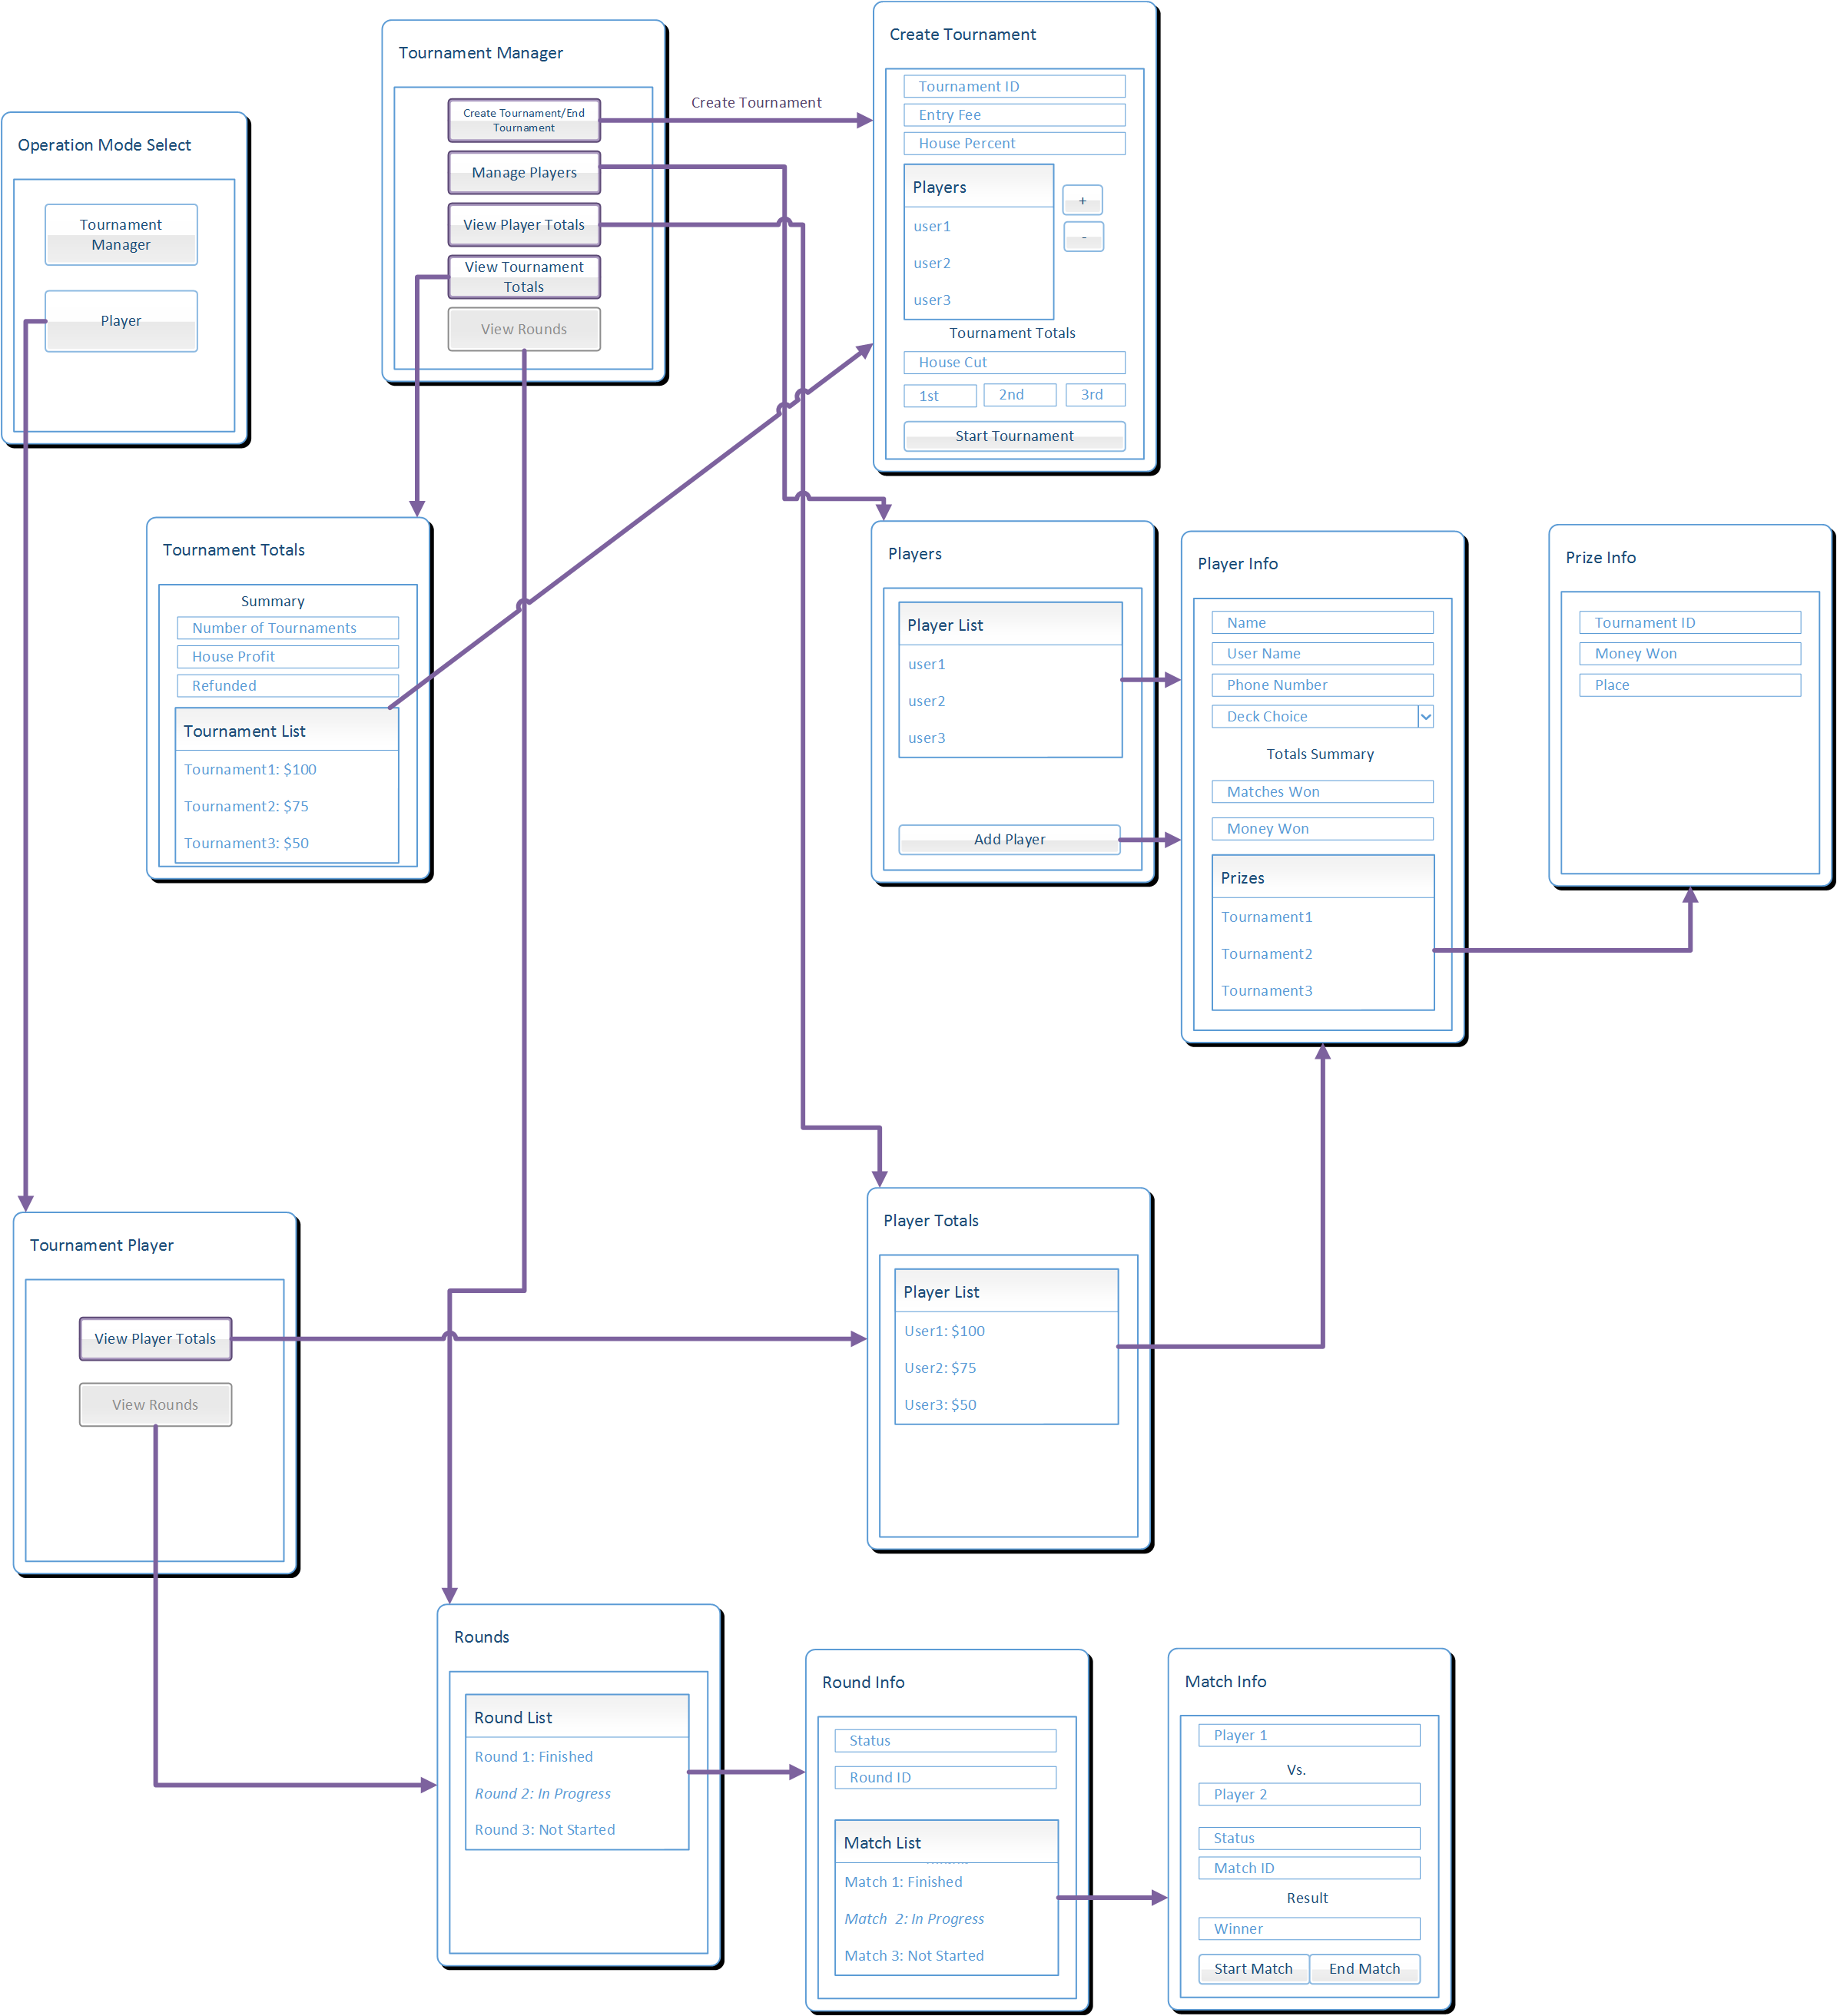 Operation Mode Select
Tournament
Manager
Player
Tournament Manager
Create Tournament/End
Tournament
Manage Players
View Player Totals
View Tournament
Totals
View Rounds
Create Tournament
Create Tournament
Tournament ID
Entry Fee
House Percent
Players
user1
user2
user3
+
-
Tournament Totals
House Cut
1st
2nd
3rd
Start Tournament
Tournament Totals
Summary
Number of Tournaments
House Profit
Refunded
Tournament List
Tournament1: $100
Tournament2: $75
Tournament3: $50
Players
Player List
user1
user2
user3
Add Player
Player Info
Name
User Name
Phone Number
Deck Choice
Totals Summary
Matches Won
Money Won
Prizes
Tournament1
Tournament2
Tournament3
Prize Info
Tournament ID
Money Won
Place
Tournament Player
View Player Totals
View Rounds
Player Totals
Player List
User1: $100
User2: $75
User3: $50
Rounds
Round List
Round 1: Finished
Round 2: In Progress
Round 3: Not Started
Round Info
Status
Round ID
Match List
Match 1: Finished
Match  2: In Progress
Match 3: Not Started
Match Info
Player 1
Vs.
Player 2
Status
Match ID
Result
Winner
Start Match
End Match